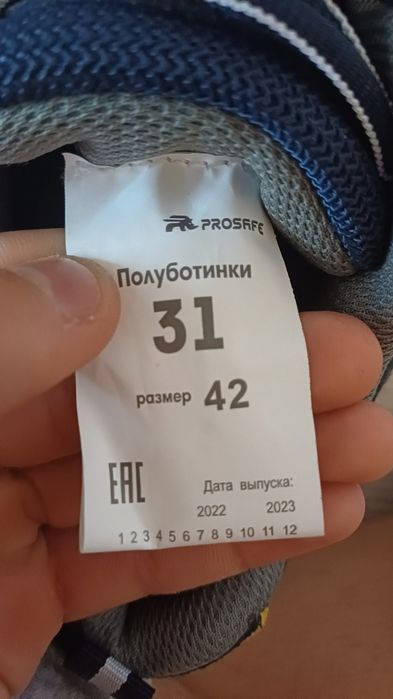 PROSAFE
Полуботинки
31
размер 42
EAC
Дата выпуска:
2022 2023
1 2 3 4 5 6 7 8 9 10 11 12